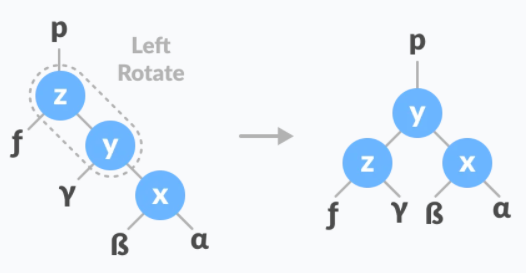 p
Left
Rotate
z
ƒ
y
γ
x
ß
α
p
y
z
x
ƒ
γ
ß
α